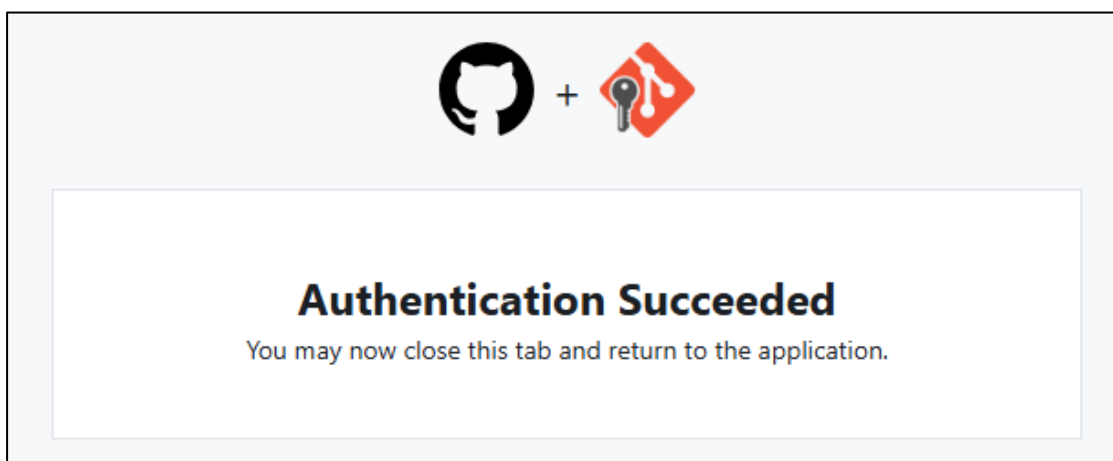 +
Authentication Succeeded
You may now close this tab and return to the application.